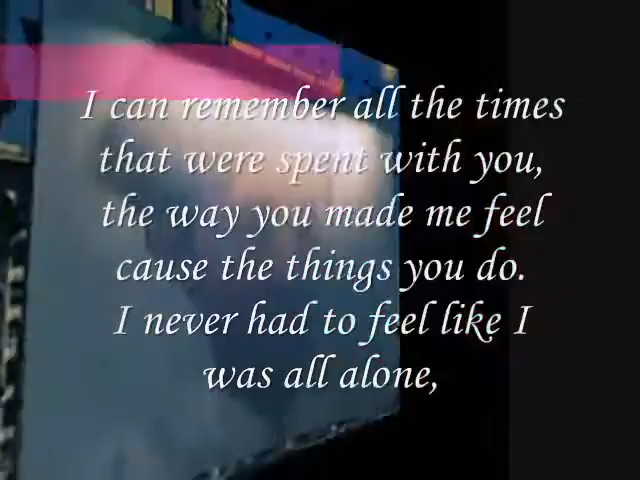 I can remember all the times
that were spent with you,
the way you made me feel
cause the things you do.
I never had to feel like I
was all alone,